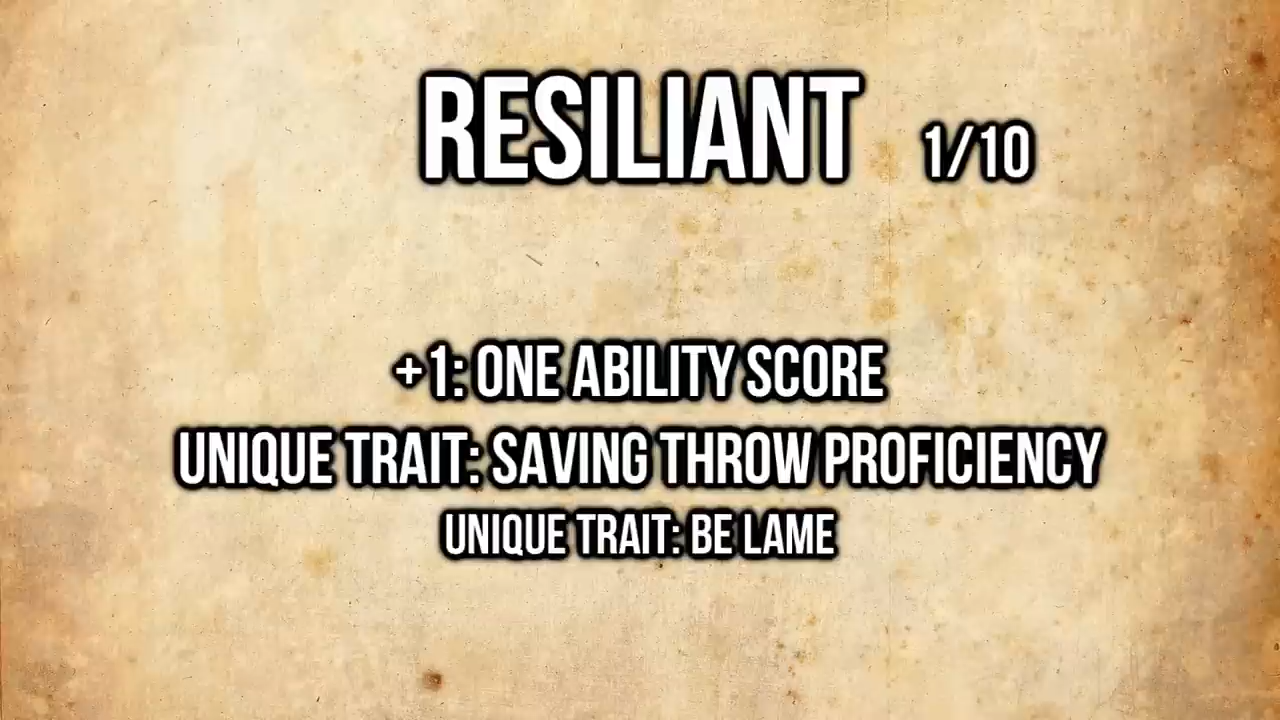 RESILIANT 1/10
+1: ONE ABILITY SCORE
UNIQUE TRAIT: SAVING THROW PROFICIENCY
UNIQUE TRAIT: BE LAME